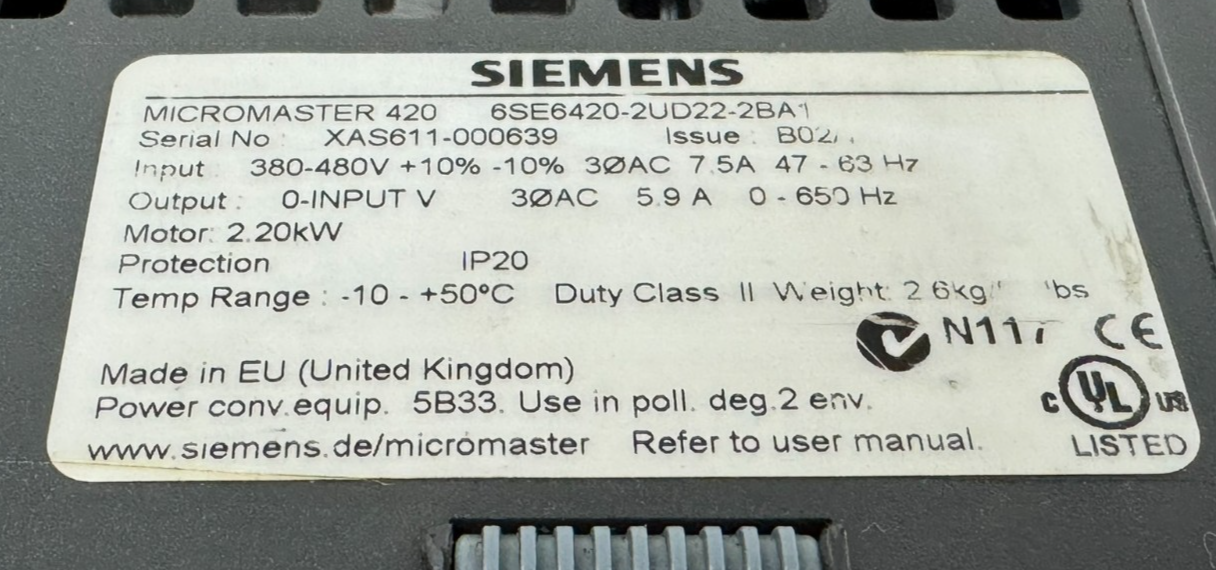 SIEMENS
MICROMASTER 420 6SE6420-2UD22-2BA1
Serial No : XAS611-000639 Issue : B02
Input : 380-480V +10% -10% 3ØAC 7.5A 47 - 63 Hz
Output : 0-INPUT V 3ØAC 5.9 A 0 - 650 Hz
Motor: 2.20kW
Protection IP20
Temp Range : -10 - +50°C Duty Class II Weight: 2.6kg/ lbs
N117 CE
Made in EU (United Kingdom)
Power conv.equip. 5B33. Use in poll. deg.2 env.
C UL US
www.siemens.de/micromaster Refer to user manual.
LISTED